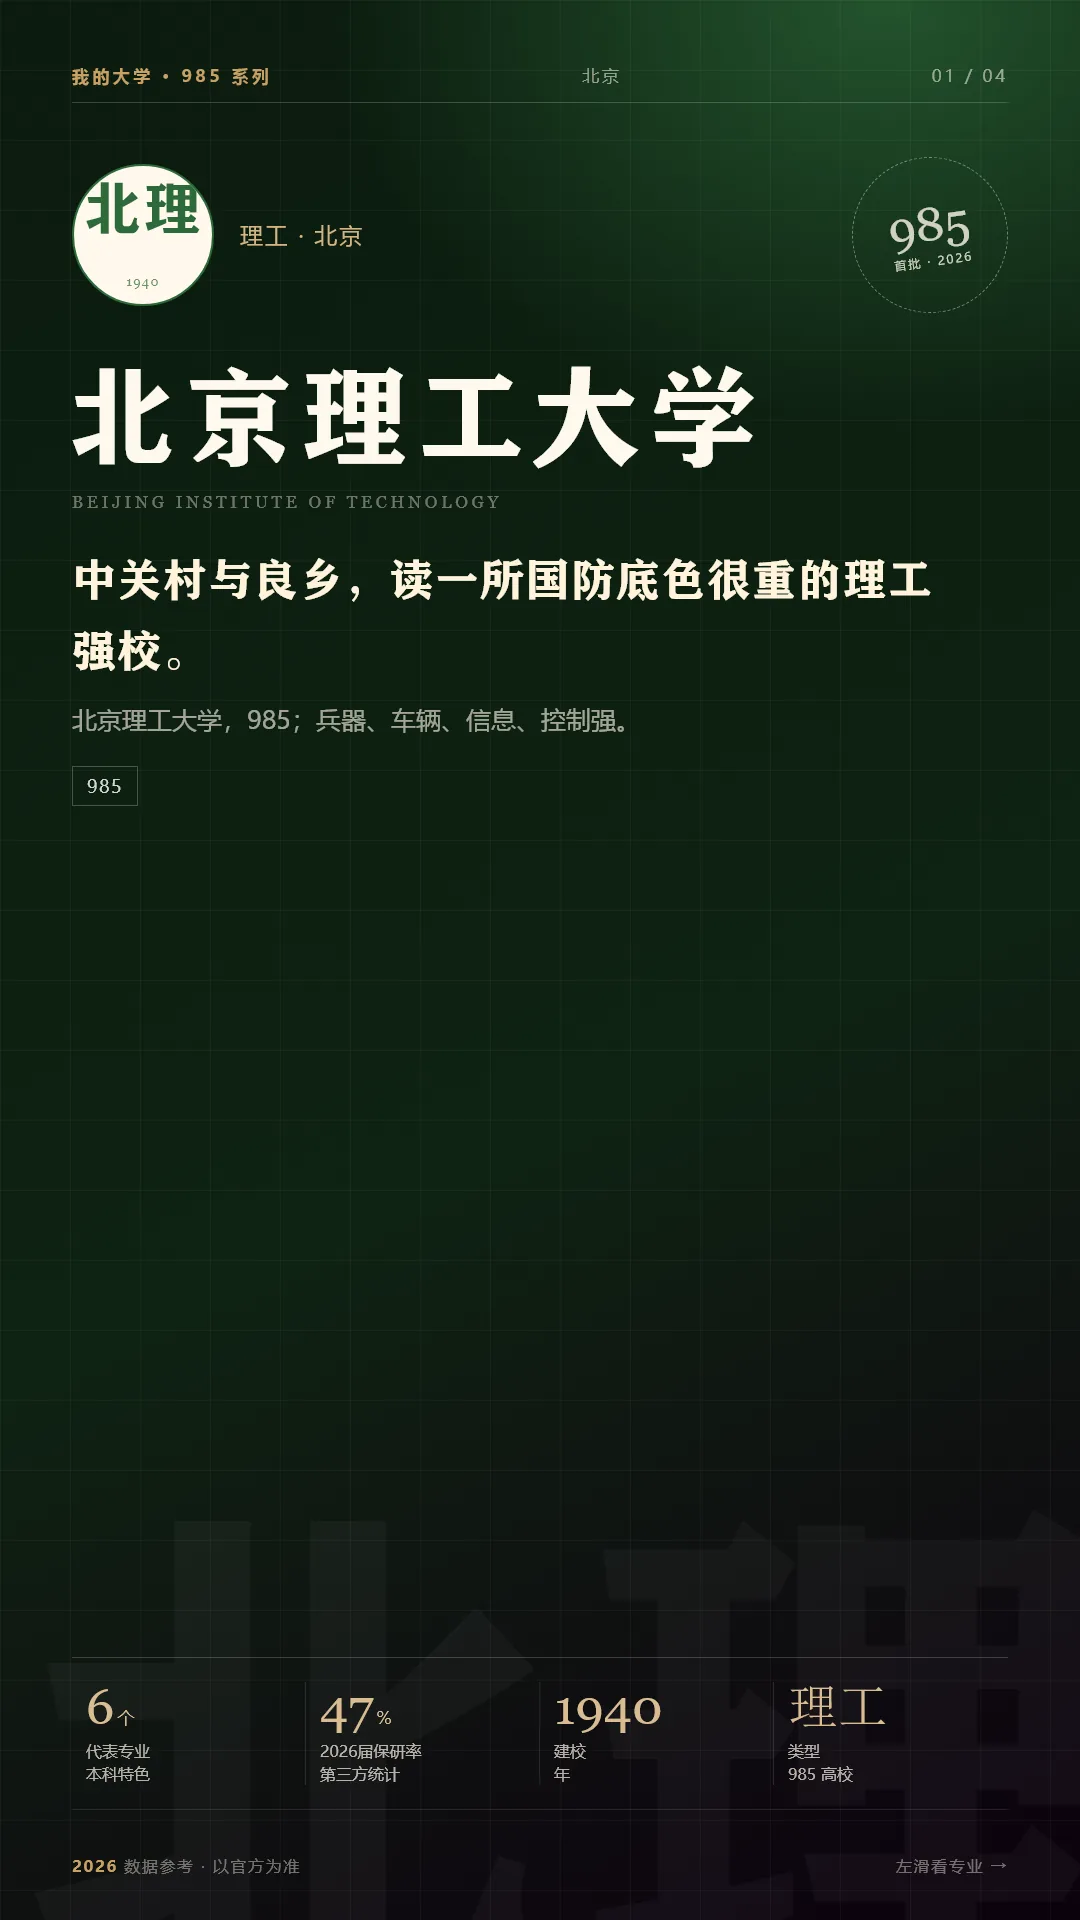 我的大学 · 985 系列
北京
01 / 04
北理
1940
理工 · 北京
985
首批 · 2026
北京理工大学
BEIJING INSTITUTE OF TECHNOLOGY
中关村与良乡，读一所国防底色很重的理工
强校。
北京理工大学，985；兵器、车辆、信息、控制强。
985
北理
6个
代表专业
本科特色
47%
2026届保研率
第三方统计
1940
建校
年
理工
类型
985 高校
2026 数据参考 · 以官方为准
左滑看专业 →